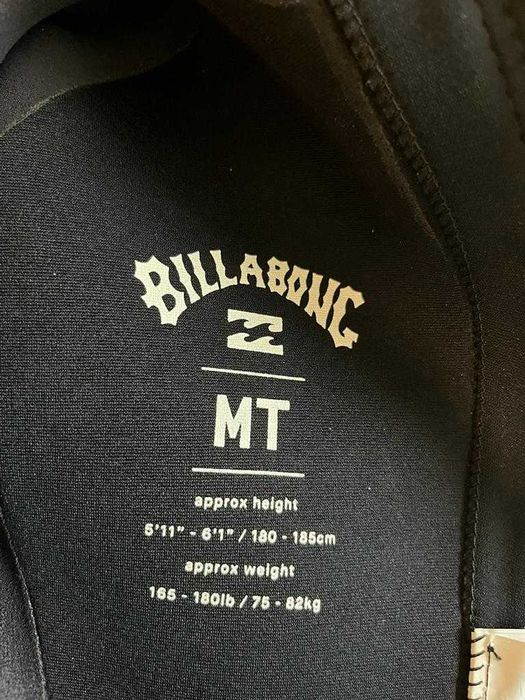 BILLABONG
MT
approx height
5'11" - 6'1" / 180 - 185cm
approx weight
165 - 180lb / 75 - 82kg